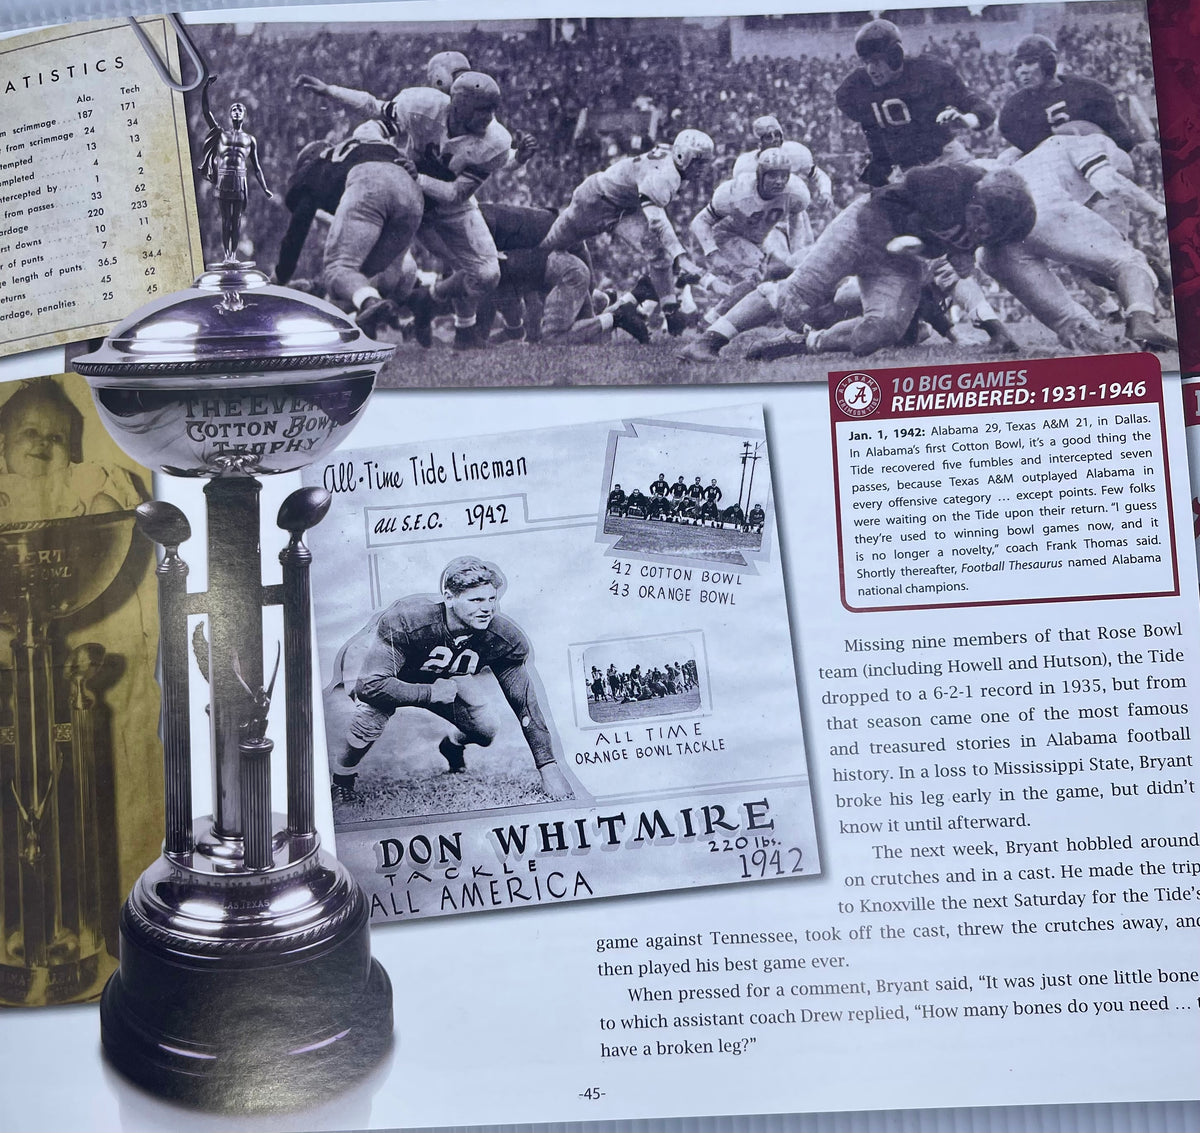 ATISTICS
Ala. Tech
m scrimmage....187 171
from scrimmage 24 34
tempted ...... 13 13
mpleted ...... 4 4
tercepted by ... 1 2
from passes .... 33 62
ardage ...... 220 233
rst downs ...... 10 11
r of punts ...... 7 6
ge length of punts. 36.5 34.4
eturns ...... 45 62
ardage, penalties 25 45
10
5
THE EVER
COTTON BOWL
TROPHY
BOWL
All-Time Tide Lineman
all S.E.C. 1942
'42 COTTON BOWL
'43 ORANGE BOWL
20
ALL TIME
ORANGE BOWL TACKLE
DON WHITMIRE
220 lbs.
TACKLE
1942
ALL AMERICA
ALABAMA
CRIMSON TIDE
A
10 BIG GAMES
REMEMBERED: 1931-1946
Jan. 1, 1942: Alabama 29, Texas A&M 21, in Dallas.
In Alabama's first Cotton Bowl, it's a good thing the
Tide recovered five fumbles and intercepted seven
passes, because Texas A&M outplayed Alabama in
every offensive category ... except points. Few folks
were waiting on the Tide upon their return. "I guess
they're used to winning bowl games now, and it
is no longer a novelty," coach Frank Thomas said.
Shortly thereafter, Football Thesaurus named Alabama
national champions.
Missing nine members of that Rose Bowl
team (including Howell and Hutson), the Tide
dropped to a 6-2-1 record in 1935, but from
that season came one of the most famous
and treasured stories in Alabama football
history. In a loss to Mississippi State, Bryant
broke his leg early in the game, but didn't
know it until afterward.
The next week, Bryant hobbled around
on crutches and in a cast. He made the trip
to Knoxville the next Saturday for the Tide's
game against Tennessee, took off the cast, threw the crutches away, and
then played his best game ever.
When pressed for a comment, Bryant said, "It was just one little bone
to which assistant coach Drew replied, "How many bones do you need ... t
have a broken leg?"
-45-